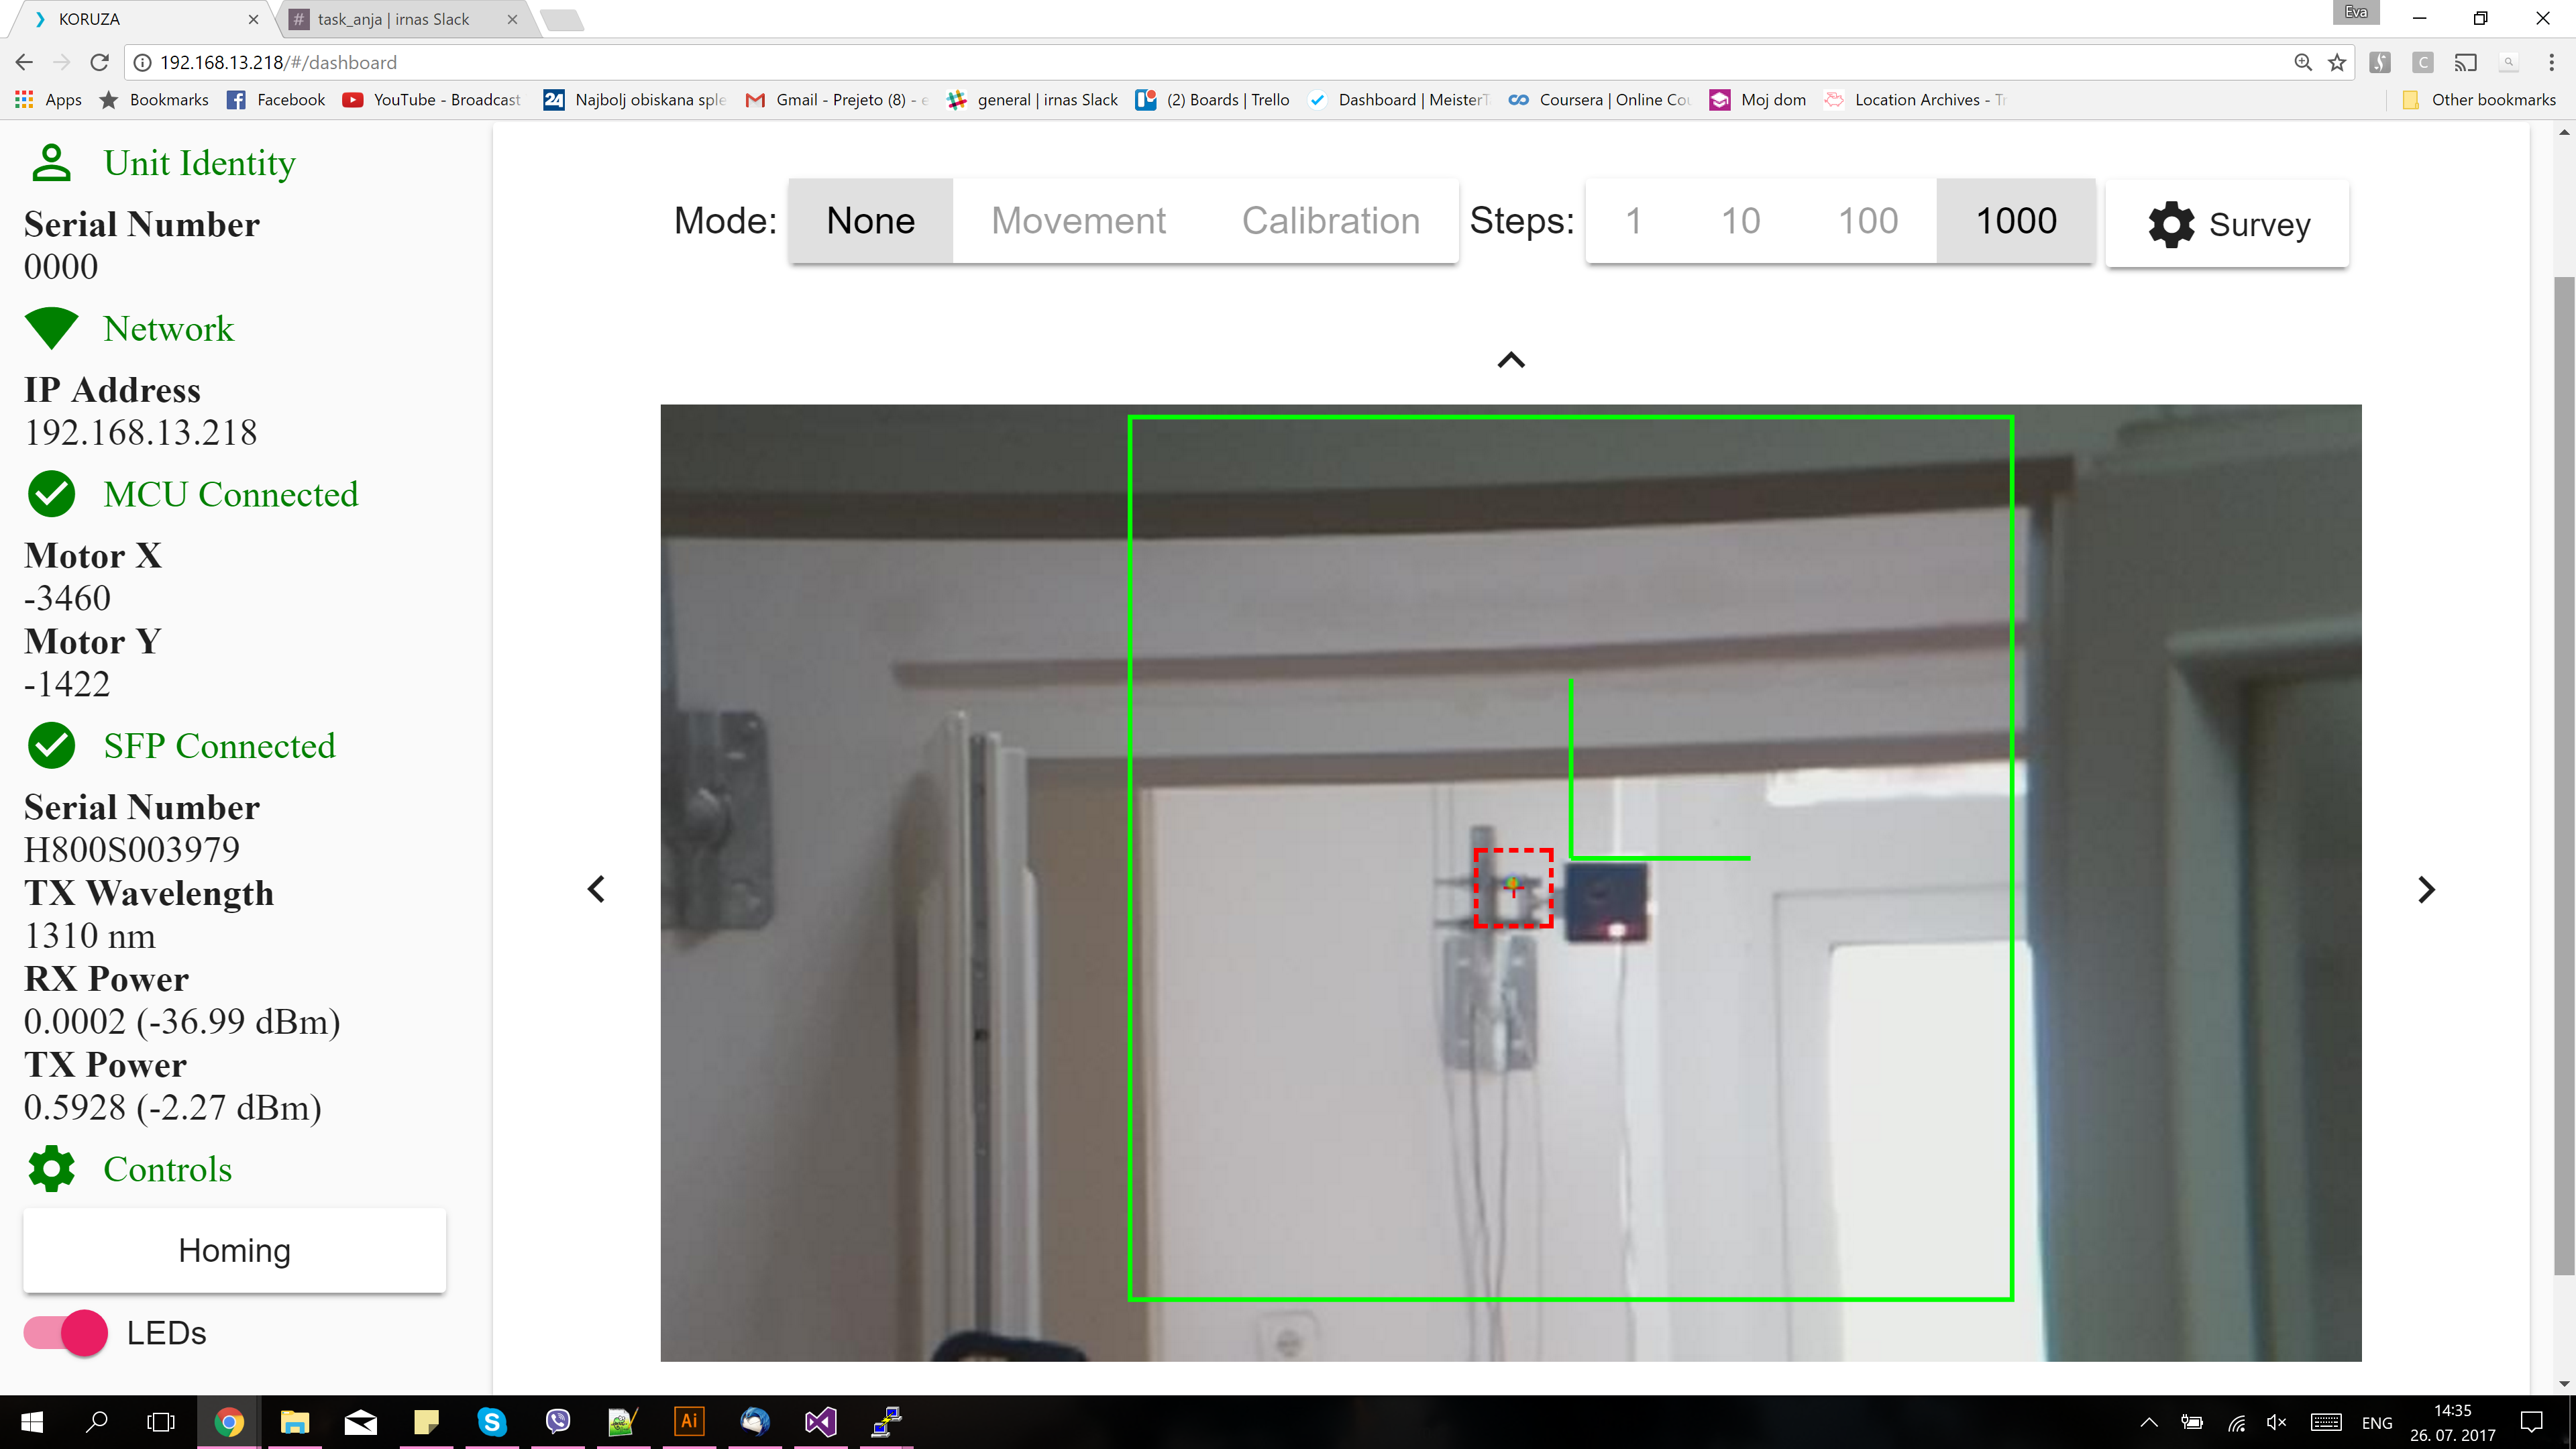 KORUZA
task_anja | irnas Slack
Eva
192.168.13.218/#/dashboard
Apps
Bookmarks
Facebook
YouTube - Broadcast
24
Najbolj obiskana sple
Gmail - Prejeto (8) - e
general | irnas Slack
(2) Boards | Trello
Dashboard | MeisterT
Coursera | Online Cou
Moj dom
Location Archives - Tr
Other bookmarks
Unit Identity
Serial Number
0000
Network
IP Address
192.168.13.218
MCU Connected
Motor X
-3460
Motor Y
-1422
SFP Connected
Serial Number
H800S003979
TX Wavelength
1310 nm
RX Power
0.0002 (-36.99 dBm)
TX Power
0.5928 (-2.27 dBm)
Controls
Homing
LEDs
Mode: None Movement Calibration Steps: 1 10 100 1000 Survey
Ai
ENG
14:35
26. 07. 2017